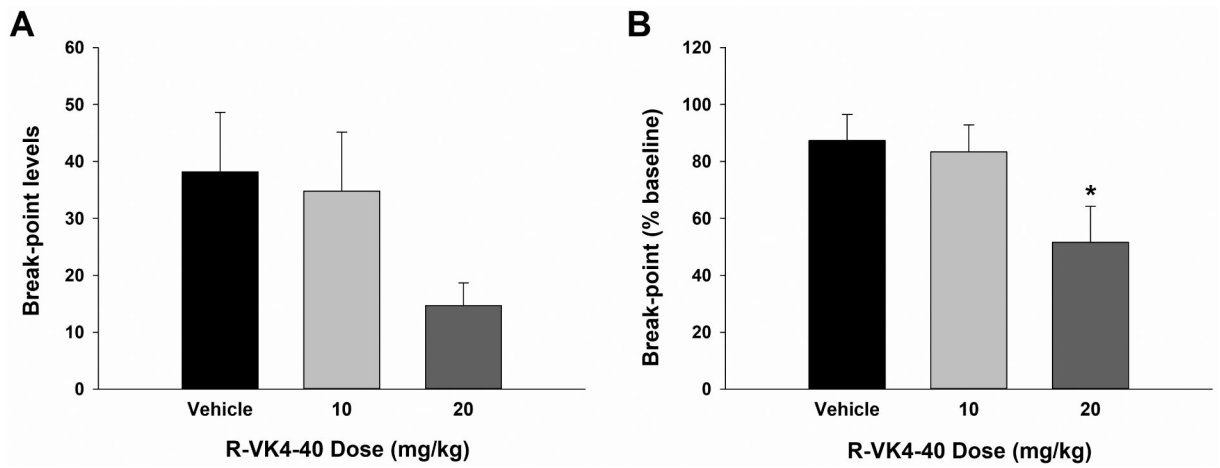 A
60
50
40
30
20
10
0
Break-point levels
Vehicle 10 20
R-VK4-40 Dose (mg/kg)
B
120
100
80
60
40
20
0
Break-point (% baseline)
*
Vehicle 10 20
R-VK4-40 Dose (mg/kg)